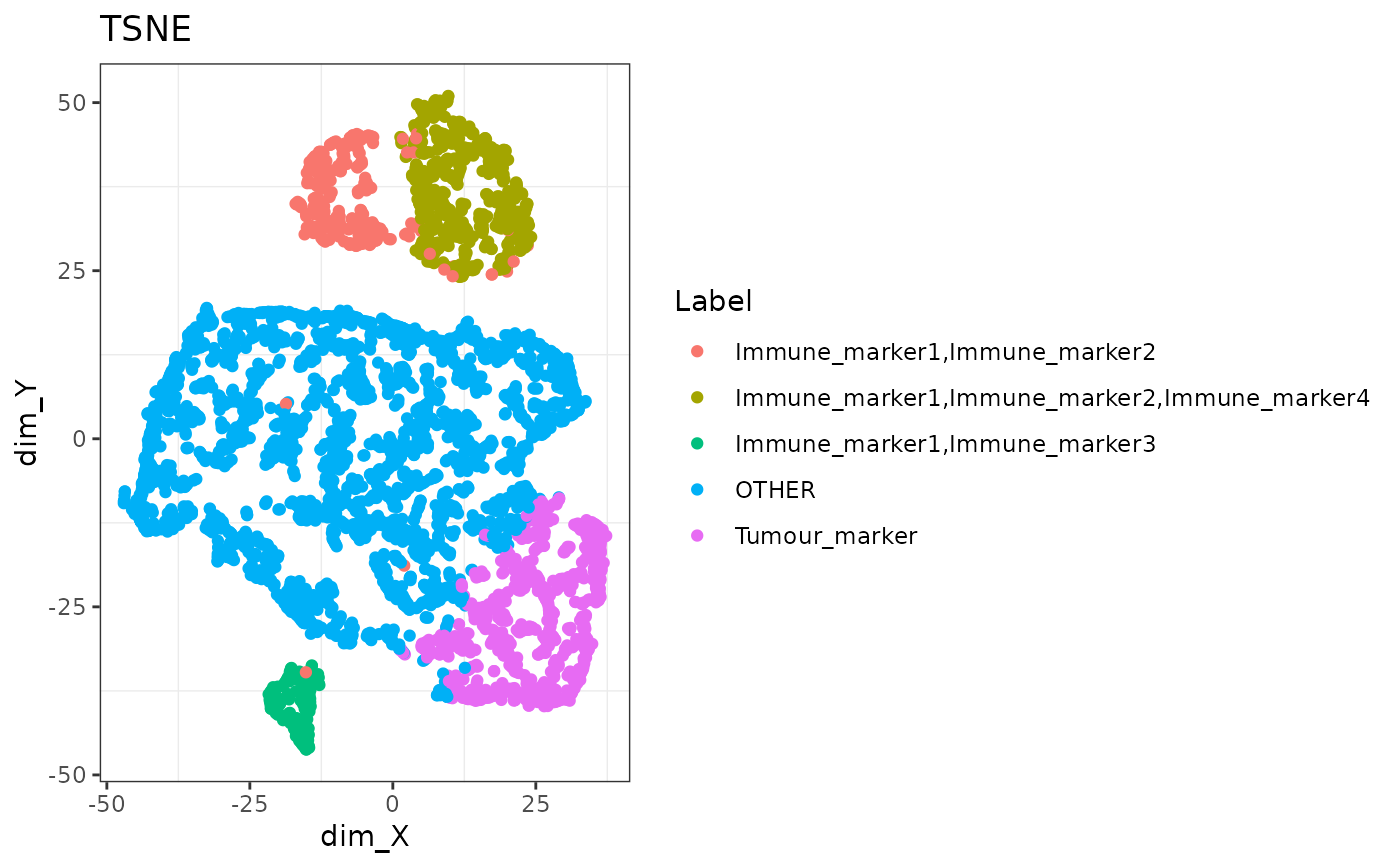 TSNE
50
25
0
-25
-50
dim_Y
-50
-25
0
25
dim_X
Label
Immune_marker1,Immune_marker2
Immune_marker1,Immune_marker2,Immune_marker4
Immune_marker1,Immune_marker3
OTHER
Tumour_marker